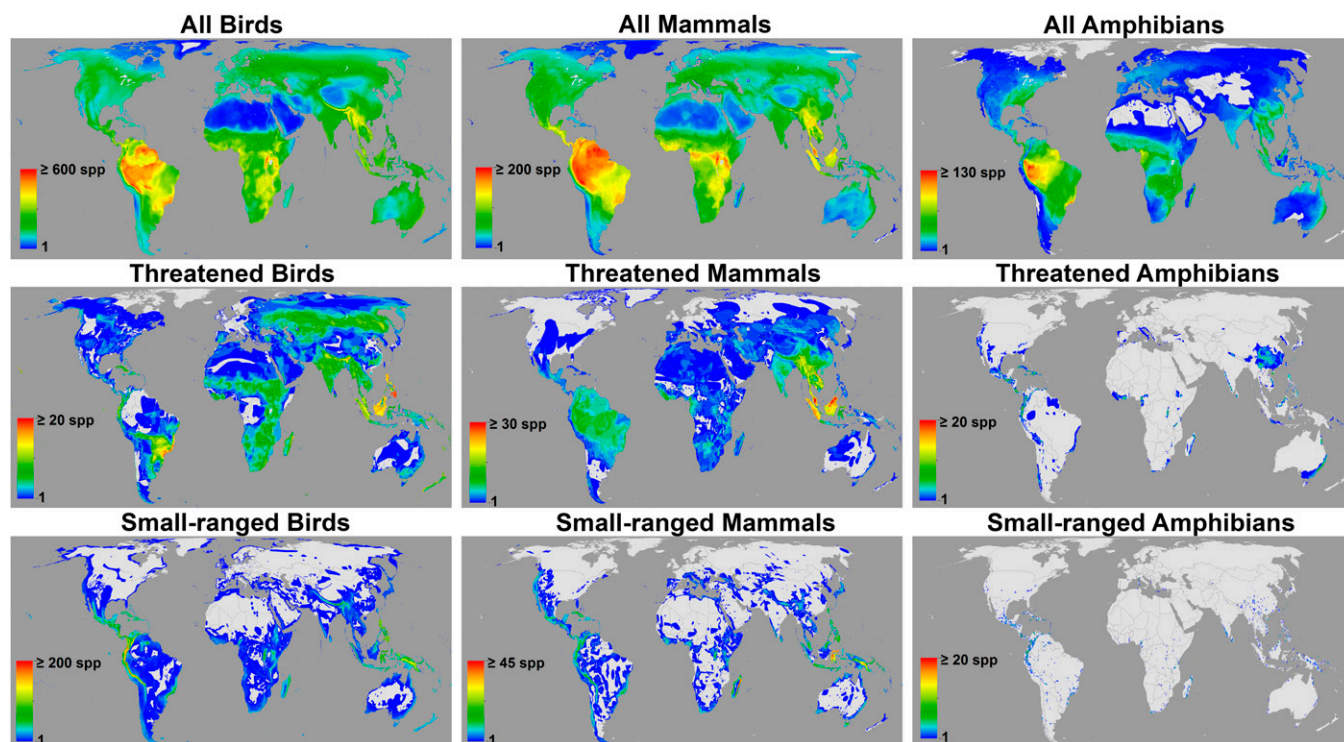 All Birds
All Mammals
All Amphibians
≥ 600 spp
1
≥ 200 spp
1
≥ 130 spp
1
Threatened Birds
Threatened Mammals
Threatened Amphibians
≥ 20 spp
1
≥ 30 spp
1
≥ 20 spp
1
Small-ranged Birds
Small-ranged Mammals
Small-ranged Amphibians
≥ 200 spp
1
≥ 45 spp
1
≥ 20 spp
1